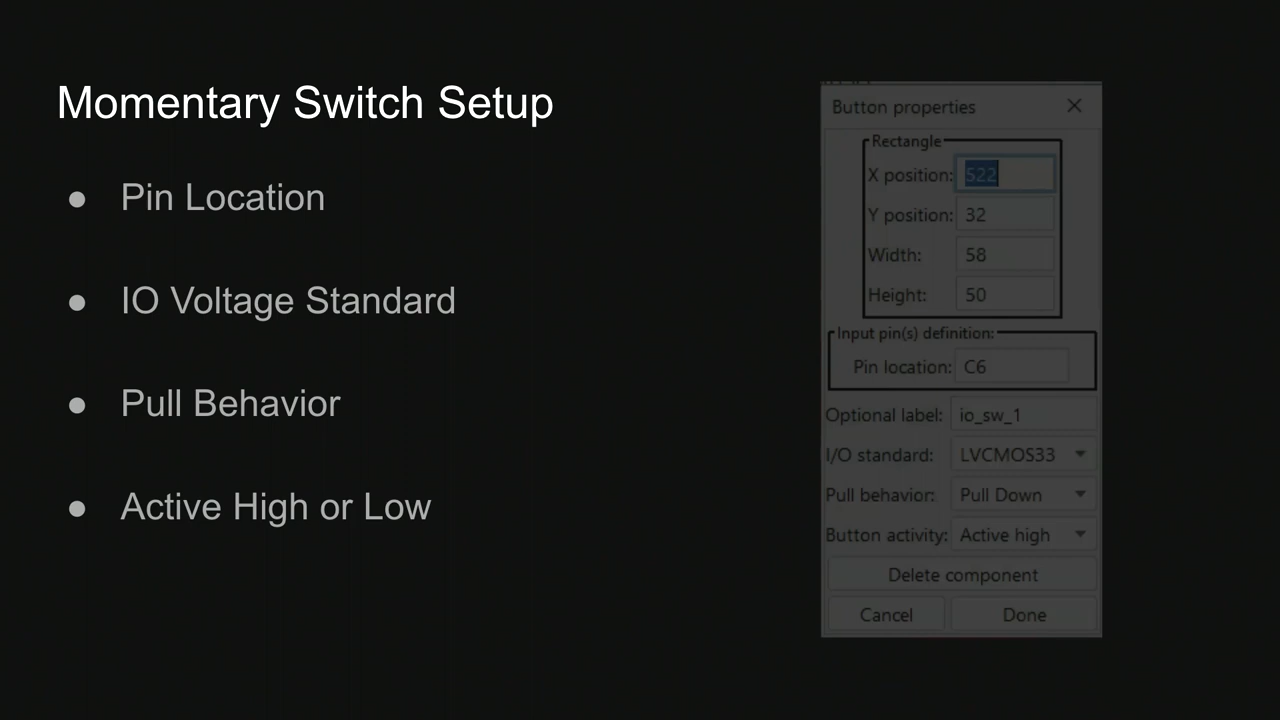 Momentary Switch Setup
● Pin Location
● IO Voltage Standard
● Pull Behavior
● Active High or Low
Button properties
Rectangle
X position: 522
Y position: 32
Width: 58
Height: 50
Input pin(s) definition:
Pin location: C6
Optional label: io_sw_1
I/O standard: LVCMOS33
Pull behavior: Pull Down
Button activity: Active high
Delete component
Cancel Done